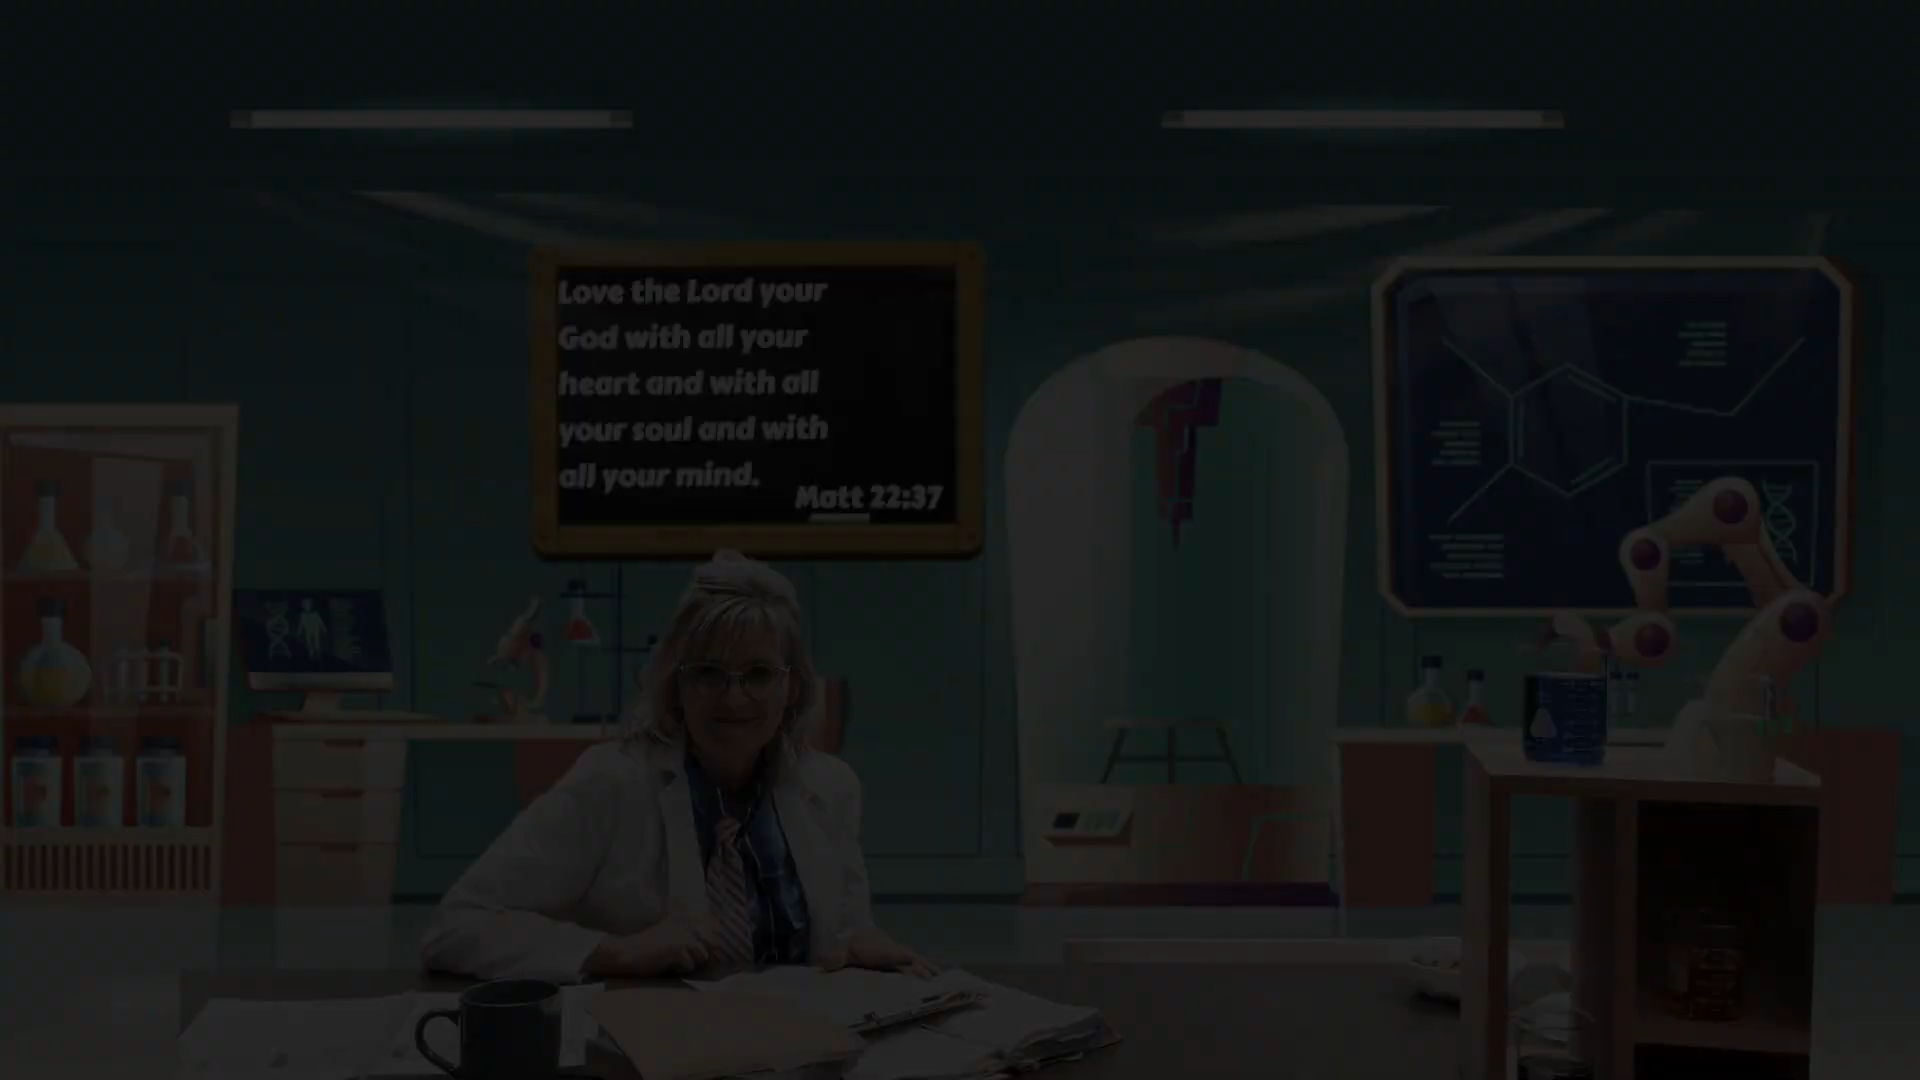 Love the Lord your
God with all your
heart and with all
your soul and with
all your mind.
Matt 22:37